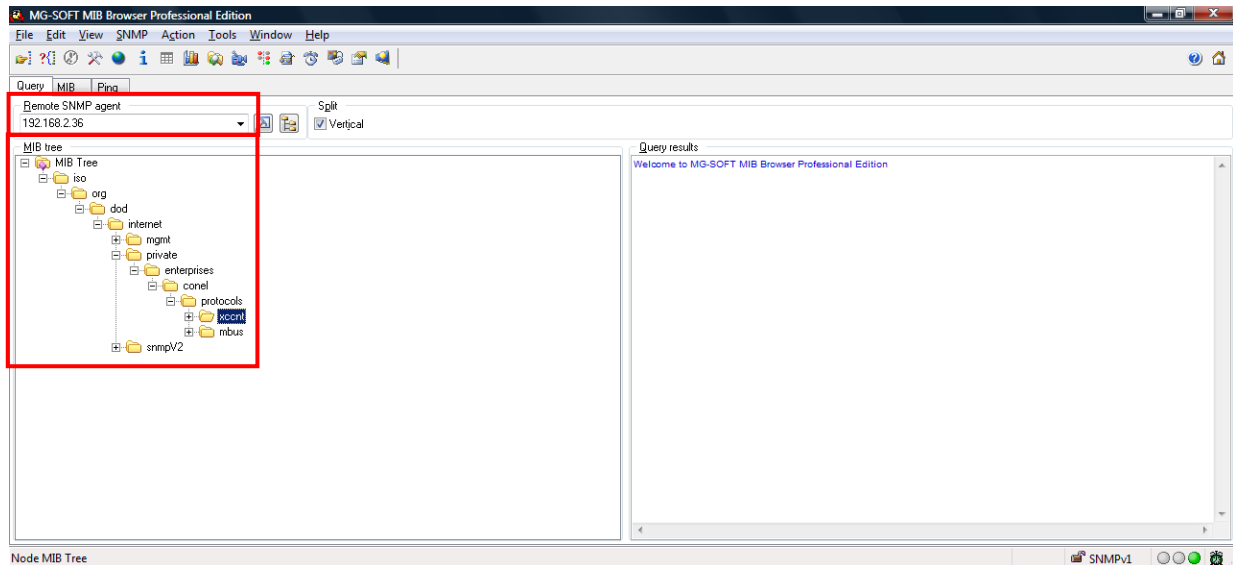 MG-SOFT MIB Browser Professional Edition
File Edit View SNMP Action Tools Window Help
Query MIB Ping
Remote SNMP agent
Split
192.168.2.36
Vertical
MIB tree
Query results
MIB Tree
Welcome to MG-SOFT MIB Browser Professional Edition
iso
org
dod
internet
mgmt
private
enterprises
conel
protocols
xccnt
mbus
snmpV2
Node MIB Tree
SNMPv1